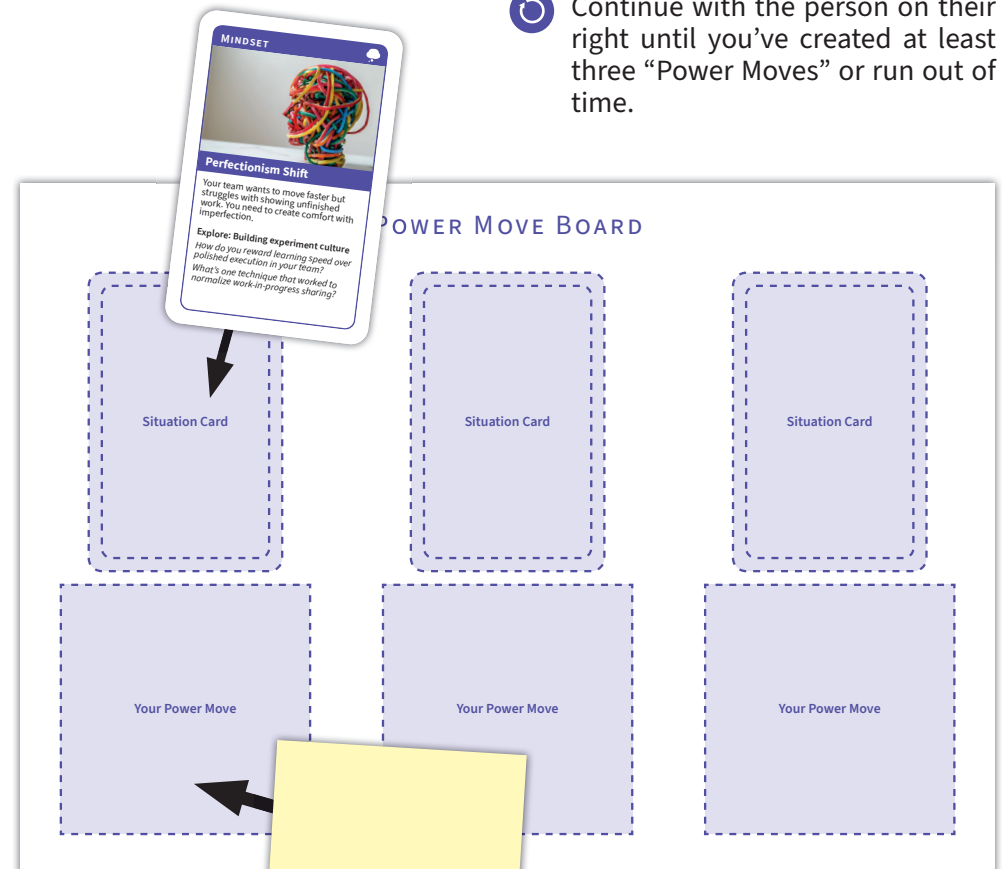 Continue with the person on their
right until you’ve created at least
three “Power Moves” or run out of
time.
Mindset
Perfectionism Shift
Your team wants to move faster but
struggles with showing unfinished
work. You need to create comfort with
imperfection.
Explore: Building experiment culture
How do you reward learning speed over
polished execution in your team?
What's one technique that worked to
normalize work-in-progress sharing?
Power Move Board
Situation Card
Situation Card
Situation Card
Your Power Move
Your Power Move
Your Power Move